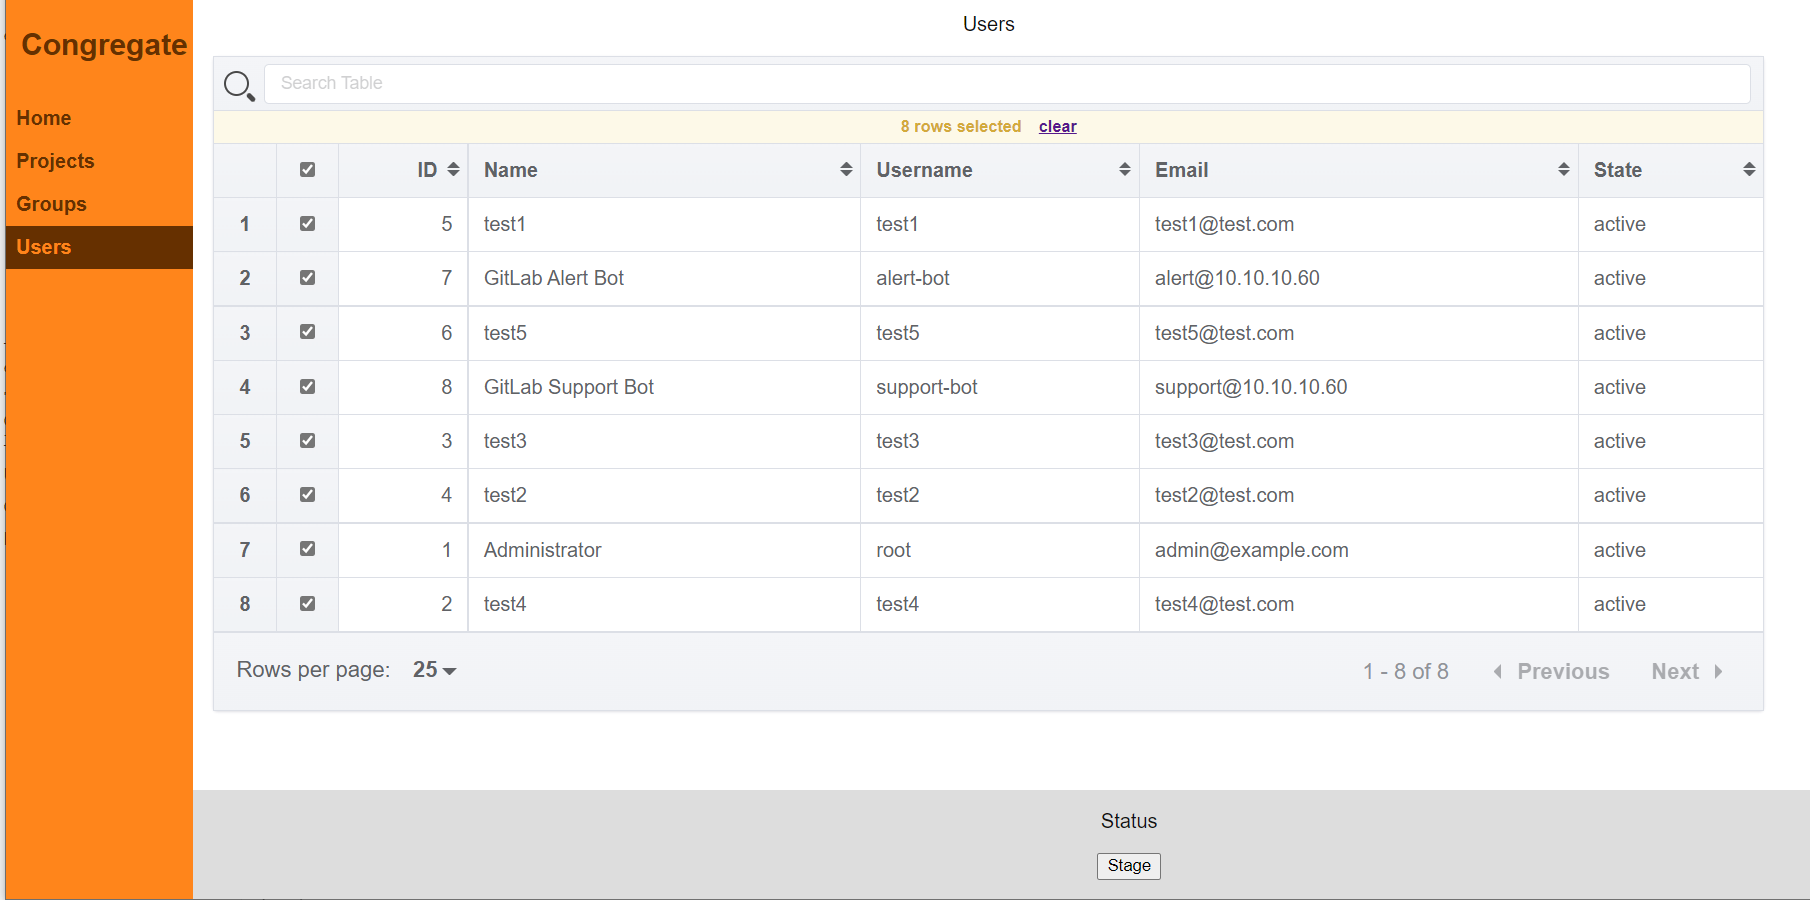 Congregate
Home
Projects
Groups
Users
Users
Search Table
8 rows selected clear
ID Name Username Email State
1 5 test1 test1 test1@test.com active
2 7 GitLab Alert Bot alert-bot alert@10.10.10.60 active
3 6 test5 test5 test5@test.com active
4 8 GitLab Support Bot support-bot support@10.10.10.60 active
5 3 test3 test3 test3@test.com active
6 4 test2 test2 test2@test.com active
7 1 Administrator root admin@example.com active
8 2 test4 test4 test4@test.com active
Rows per page: 25 1 - 8 of 8 Previous Next
Status
Stage